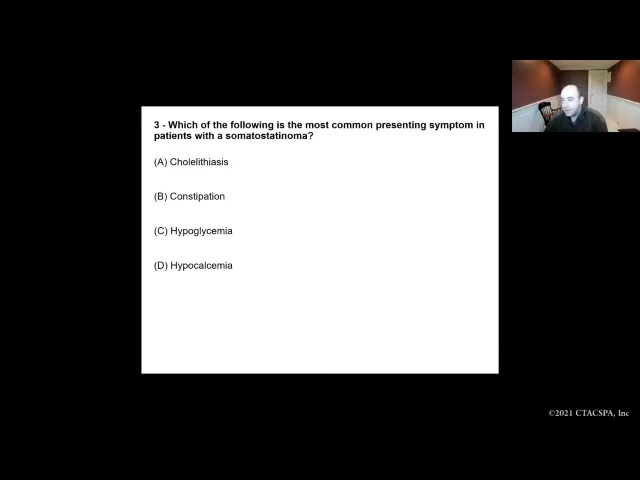 3 - Which of the following is the most common presenting symptom in
patients with a somatostatinoma?
(A) Cholelithiasis
(B) Constipation
(C) Hypoglycemia
(D) Hypocalcemia
©2021 CTACSPA, Inc